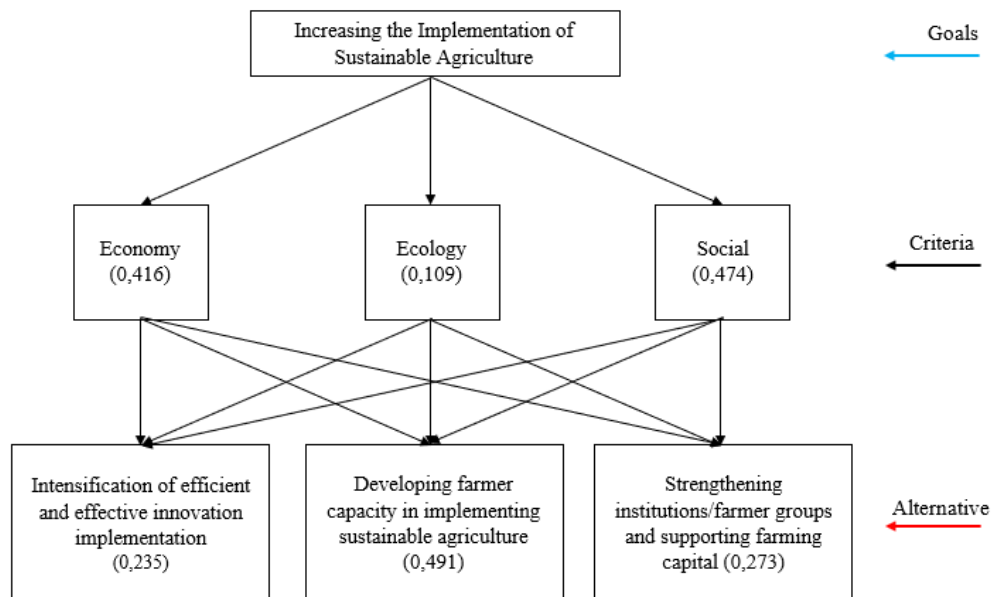 Increasing the Implementation of
Sustainable Agriculture
Goals
Economy
(0,416)
Ecology
(0,109)
Social
(0,474)
Criteria
Intensification of efficient
and effective innovation
implementation
(0,235)
Developing farmer
capacity in implementing
sustainable agriculture
(0,491)
Strengthening
institutions/farmer groups
and supporting farming
capital (0,273)
Alternative